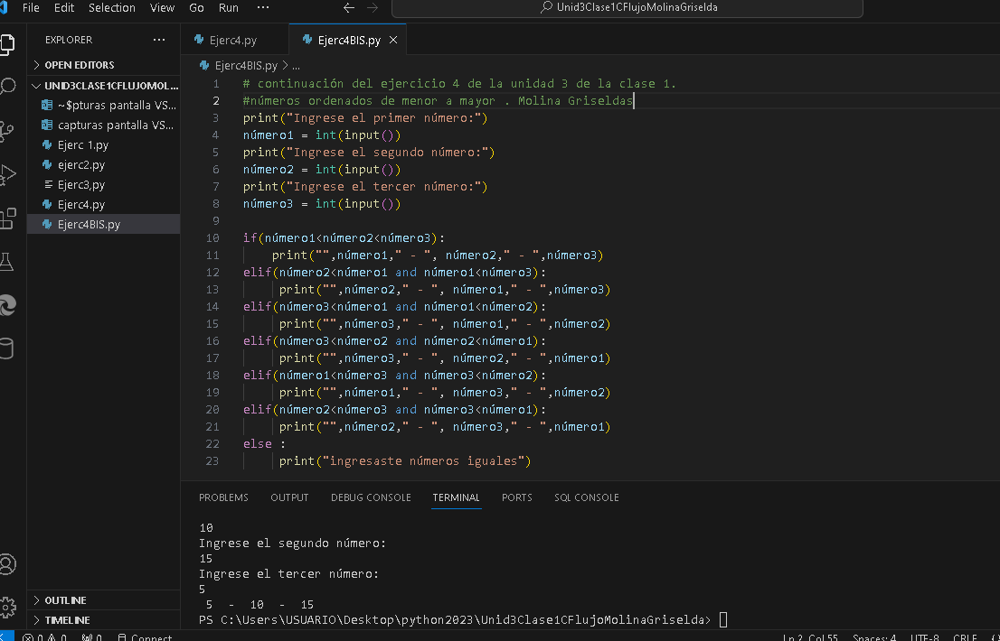 File Edit Selection View Go Run ··· Unid3Clase1CFlujoMolinaGriselda
EXPLORER ···
OPEN EDITORS
UNID3CLASE1CFLUJOMOL...
~$pturas pantalla VS...
capturas pantalla VS...
Ejerc 1.py
ejerc2.py
Ejerc3,py
Ejerc4.py
Ejerc4BIS.py
OUTLINE
TIMELINE
Ejerc4.py Ejerc4BIS.py
Ejerc4BIS.py > ...
1 # continuación del ejercicio 4 de la unidad 3 de la clase 1.
2 #números ordenados de menor a mayor . Molina Griseldas
3 print("Ingrese el primer número:")
4 número1 = int(input())
5 print("Ingrese el segundo número:")
6 número2 = int(input())
7 print("Ingrese el tercer número:")
8 número3 = int(input())
9
10 if(número1<número2<número3):
11 print("",número1," - ", número2," - ",número3)
12 elif(número2<número1 and número1<número3):
13 print("",número2," - ", número1," - ",número3)
14 elif(número3<número1 and número1<número2):
15 print("",número3," - ", número1," - ",número2)
16 elif(número3<número2 and número2<número1):
17 print("",número3," - ", número2," - ",número1)
18 elif(número1<número3 and número3<número2):
19 print("",número1," - ", número3," - ",número2)
20 elif(número2<número3 and número3<número1):
21 print("",número2," - ", número3," - ",número1)
22 else :
23 print("ingresaste números iguales")
PROBLEMS OUTPUT DEBUG CONSOLE TERMINAL PORTS SQL CONSOLE
10
Ingrese el segundo número:
15
Ingrese el tercer número:
5
5 - 10 - 15
PS C:\Users\USUARIO\Desktop\python2023\Unid3Clase1CFlujoMolinaGriselda>
0 0 0 Connect Ln 2, Col 55 Spaces: 4 UTF-8 CRLF